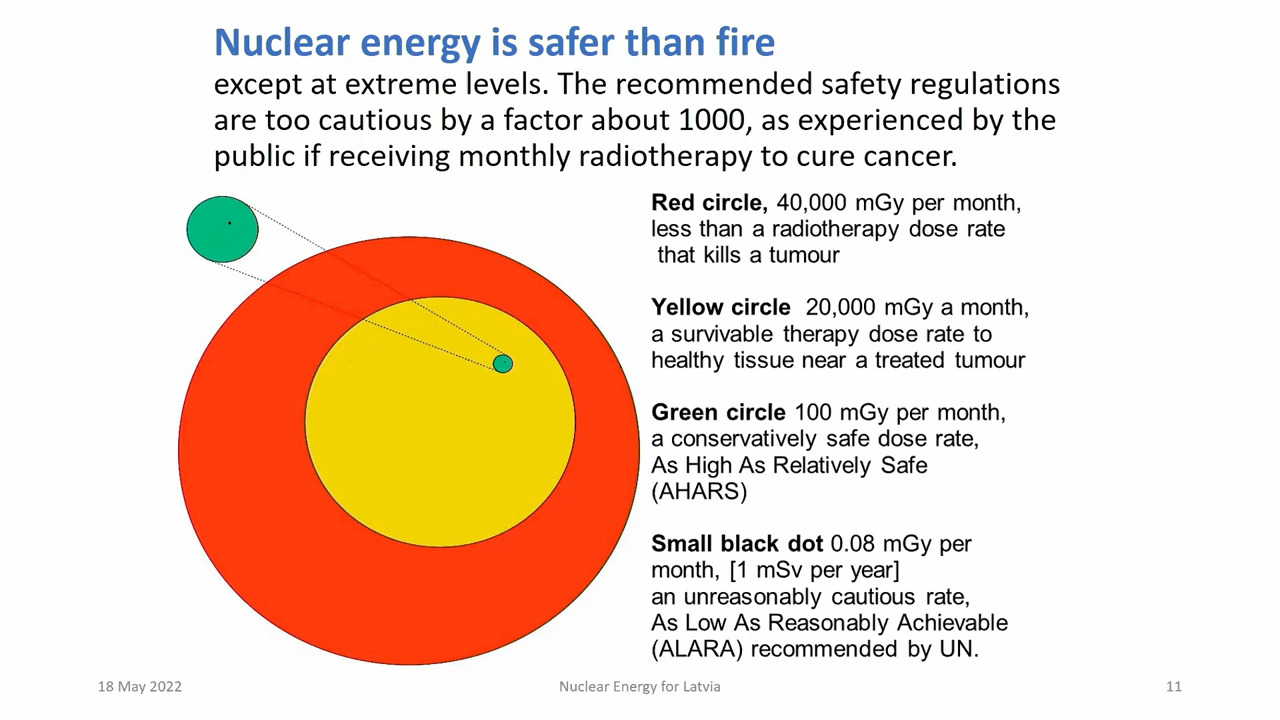 Nuclear energy is safer than fire
except at extreme levels. The recommended safety regulations
are too cautious by a factor about 1000, as experienced by the
public if receiving monthly radiotherapy to cure cancer.
Red circle, 40,000 mGy per month,
less than a radiotherapy dose rate
that kills a tumour
Yellow circle 20,000 mGy a month,
a survivable therapy dose rate to
healthy tissue near a treated tumour
Green circle 100 mGy per month,
a conservatively safe dose rate,
As High As Relatively Safe
(AHARS)
Small black dot 0.08 mGy per
month, [1 mSv per year]
an unreasonably cautious rate,
As Low As Reasonably Achievable
(ALARA) recommended by UN.
18 May 2022
Nuclear Energy for Latvia
11